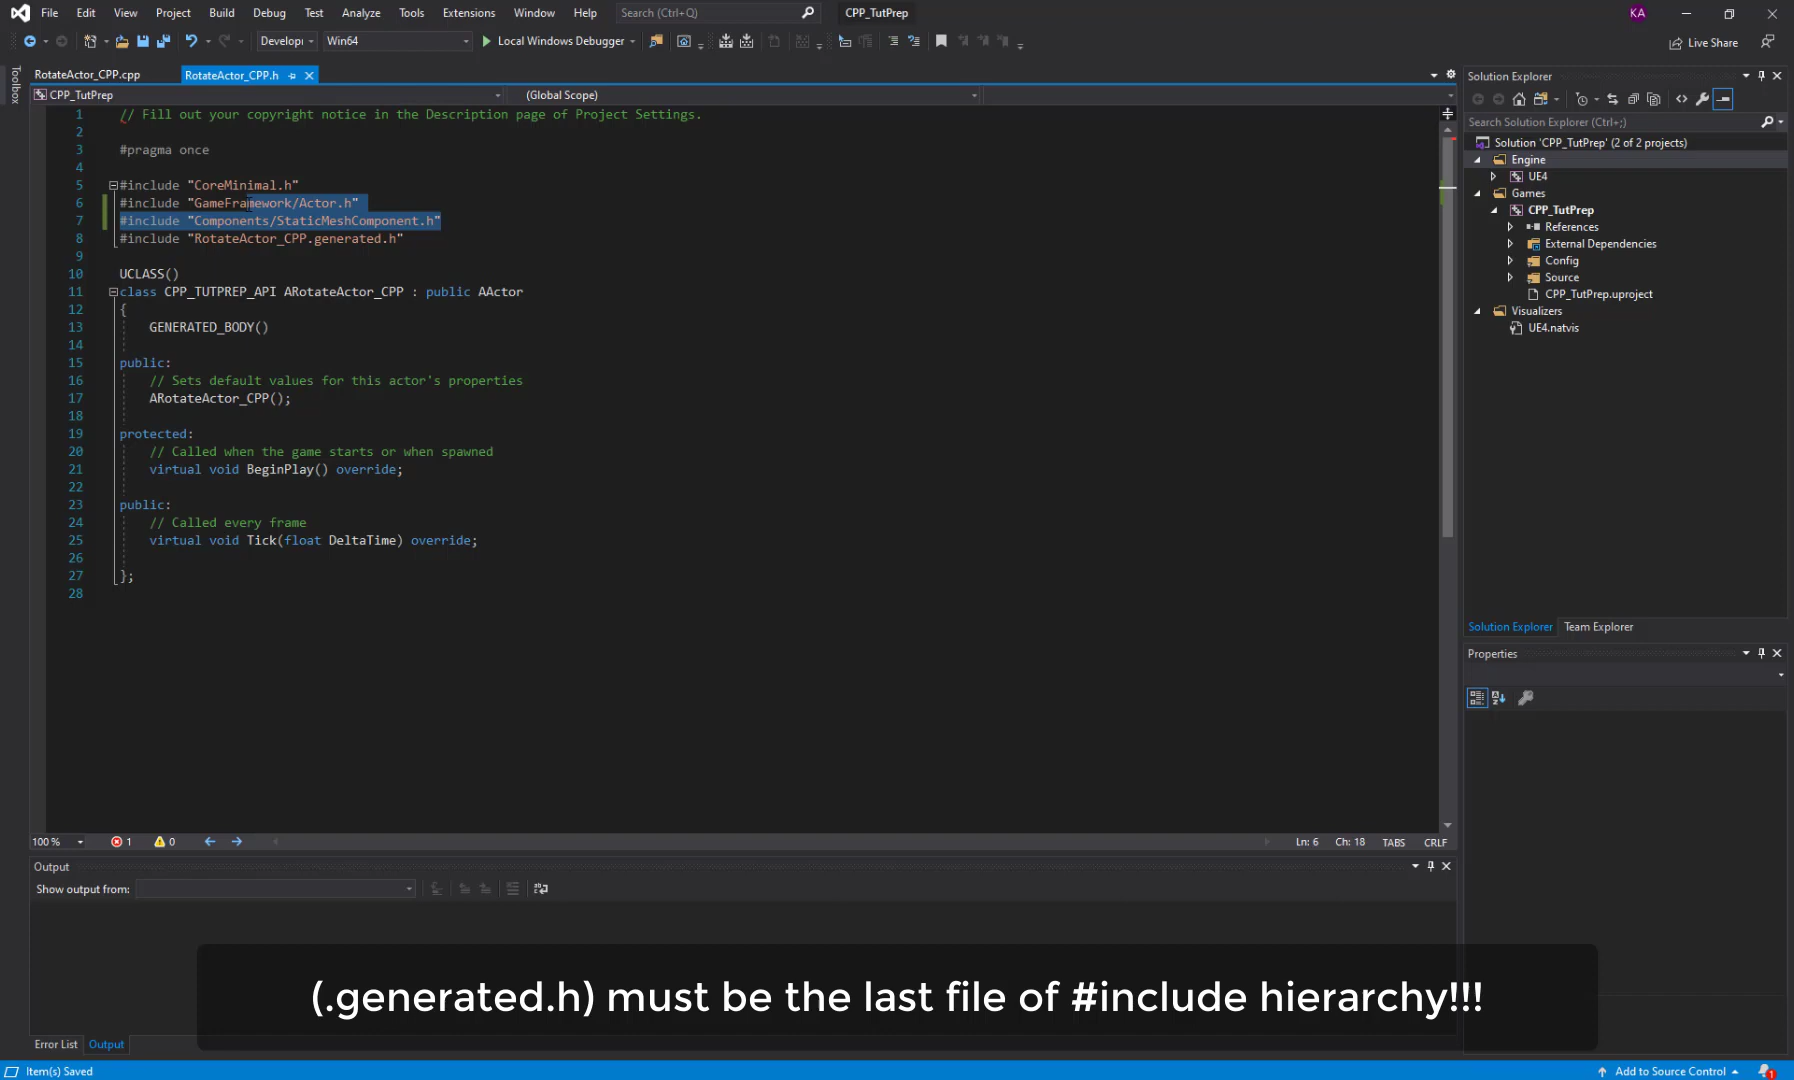 File Edit View Project Build Debug Test Analyze Tools Extensions Window Help Search (Ctrl+Q) CPP_TutPrep KA
Developi Win64 Local Windows Debugger Live Share
Toolbox
RotateActor_CPP.cpp RotateActor_CPP.h
CPP_TutPrep (Global Scope)
1 // Fill out your copyright notice in the Description page of Project Settings.
2
3 #pragma once
4
5 #include "CoreMinimal.h"
6 #include "GameFramework/Actor.h"
7 #include "Components/StaticMeshComponent.h"
8 #include "RotateActor_CPP.generated.h"
9
10 UCLASS()
11 class CPP_TUTPREP_API ARotateActor_CPP : public AActor
12 {
13 GENERATED_BODY()
14
15 public:
16 // Sets default values for this actor's properties
17 ARotateActor_CPP();
18
19 protected:
20 // Called when the game starts or when spawned
21 virtual void BeginPlay() override;
22
23 public:
24 // Called every frame
25 virtual void Tick(float DeltaTime) override;
26
27 };
28
100 % 1 0 Ln: 6 Ch: 18 TABS CRLF
Output
Show output from:
Error List Output
Solution Explorer
Search Solution Explorer (Ctrl+;)
Solution 'CPP_TutPrep' (2 of 2 projects)
Engine
UE4
Games
CPP_TutPrep
References
External Dependencies
Config
Source
CPP_TutPrep.uproject
Visualizers
UE4.natvis
Solution Explorer Team Explorer
Properties
(.generated.h) must be the last file of #include hierarchy!!!
Item(s) Saved Add to Source Control 1